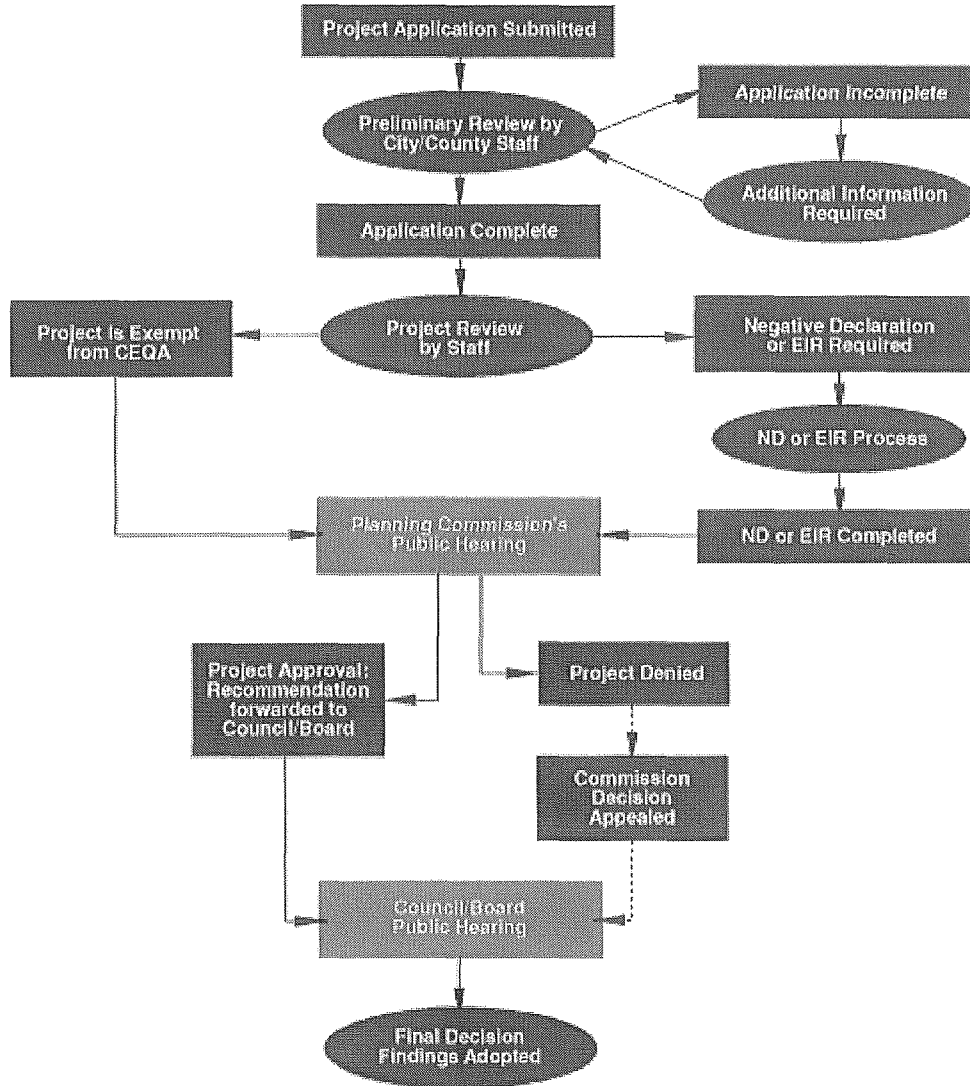 Project Application Submitted
Application Incomplete
Preliminary Review by
City/County Staff
Additional Information
Required
Application Complete
Project Is Exempt
from CEQA
Project Review
by Staff
Negative Declaration
or EIR Required
ND or EIR Process
Planning Commission's
Public Hearing
ND or EIR Completed
Project Approval:
Recommendation
forwarded to
Council/Board
Project Denied
Commission
Decision
Appealed
Council/Board
Public Hearing
Final Decision
Findings Adopted